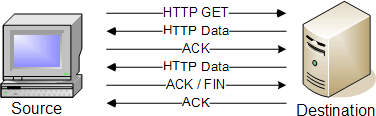 HTTP GET
HTTP Data
ACK
HTTP Data
ACK / FIN
ACK
Source
Destination